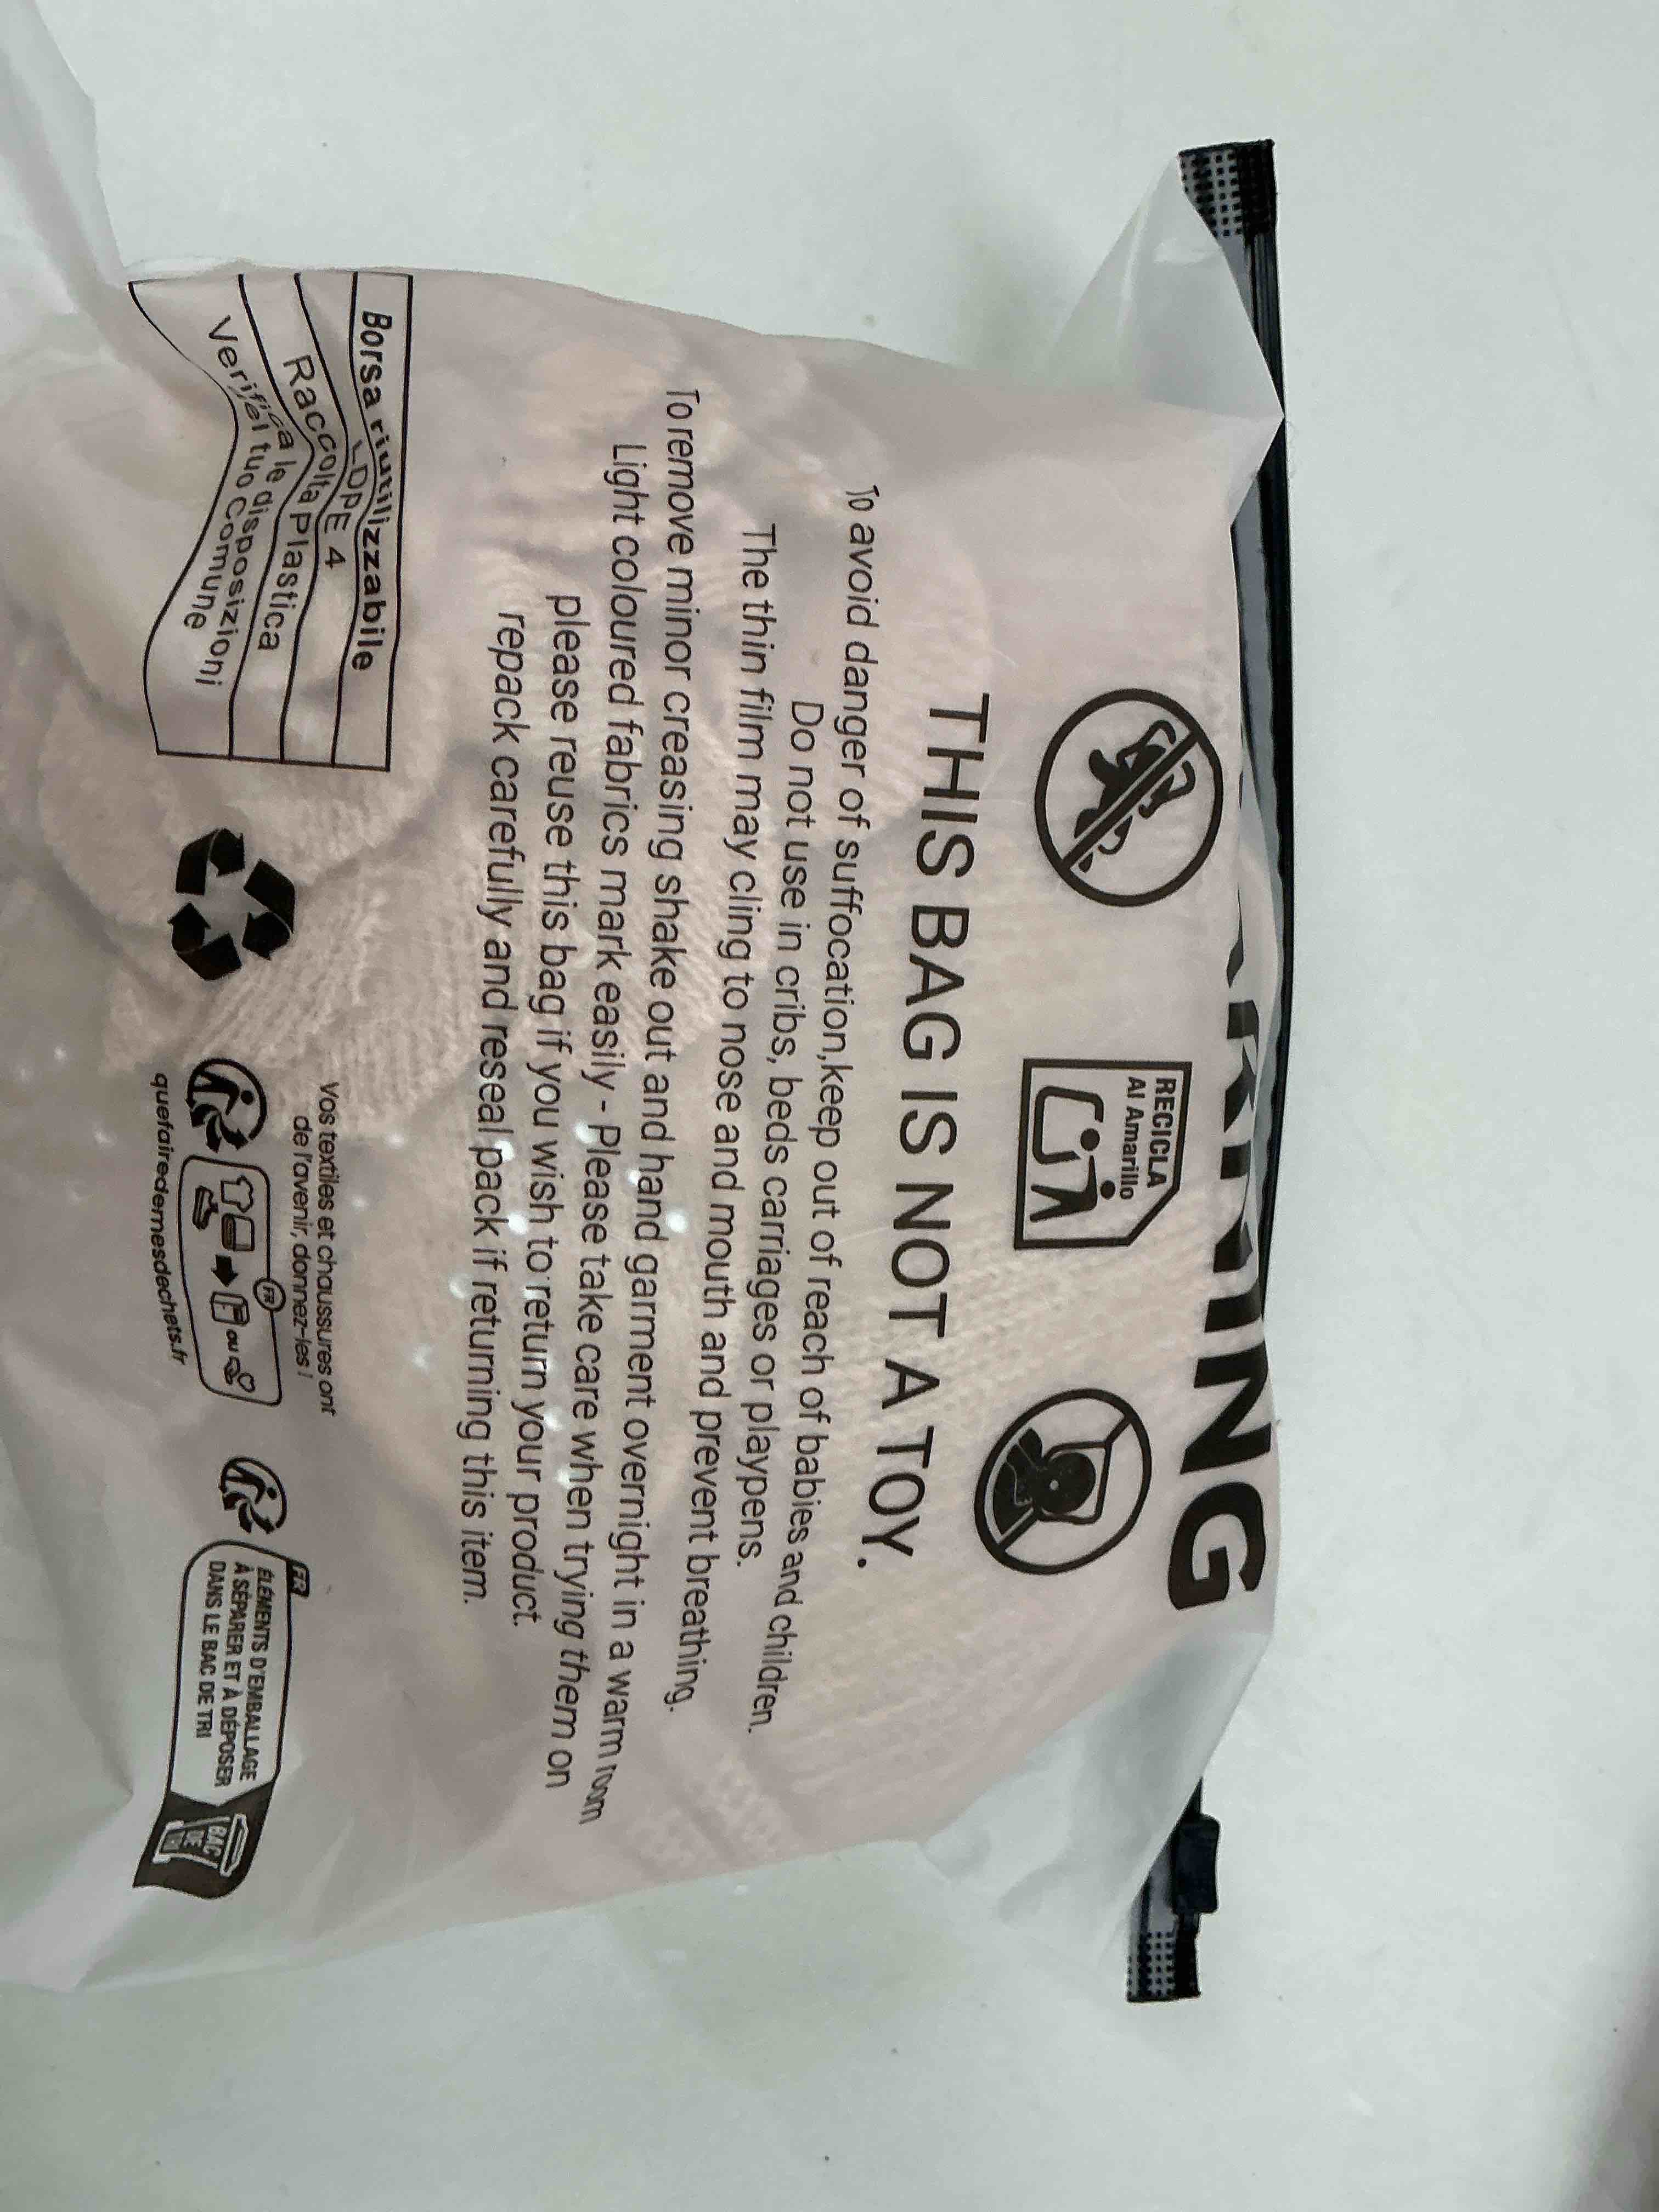 RECICLA
Al Amarillo
THIS BAG IS NOT A TOY.
To avoid danger of suffocation,keep out of reach of babies and children.
Do not use in cribs, beds carriages or playpens.
The thin film may cling to nose and mouth and prevent breathing.
To remove minor creasing shake out and hand garment overnight in a warm room
Light coloured fabrics mark easily - Please take care when trying them on
please reuse this bag if you wish to return your product.
repack carefully and reseal pack if returning this item.
Borsa riutilizzabile
LDPE 4
Raccolta Plastica
Verifica le disposizioni
del tuo Comune
Vos textiles et chaussures ont
de l'avenir, donnez-les !
FR
OU
quefairedemesdechets.fr
FR
ÉLÉMENTS D'EMBALLAGE
À SÉPARER ET À DÉPOSER
DANS LE BAC DE TRI
BAC
DE
TRI